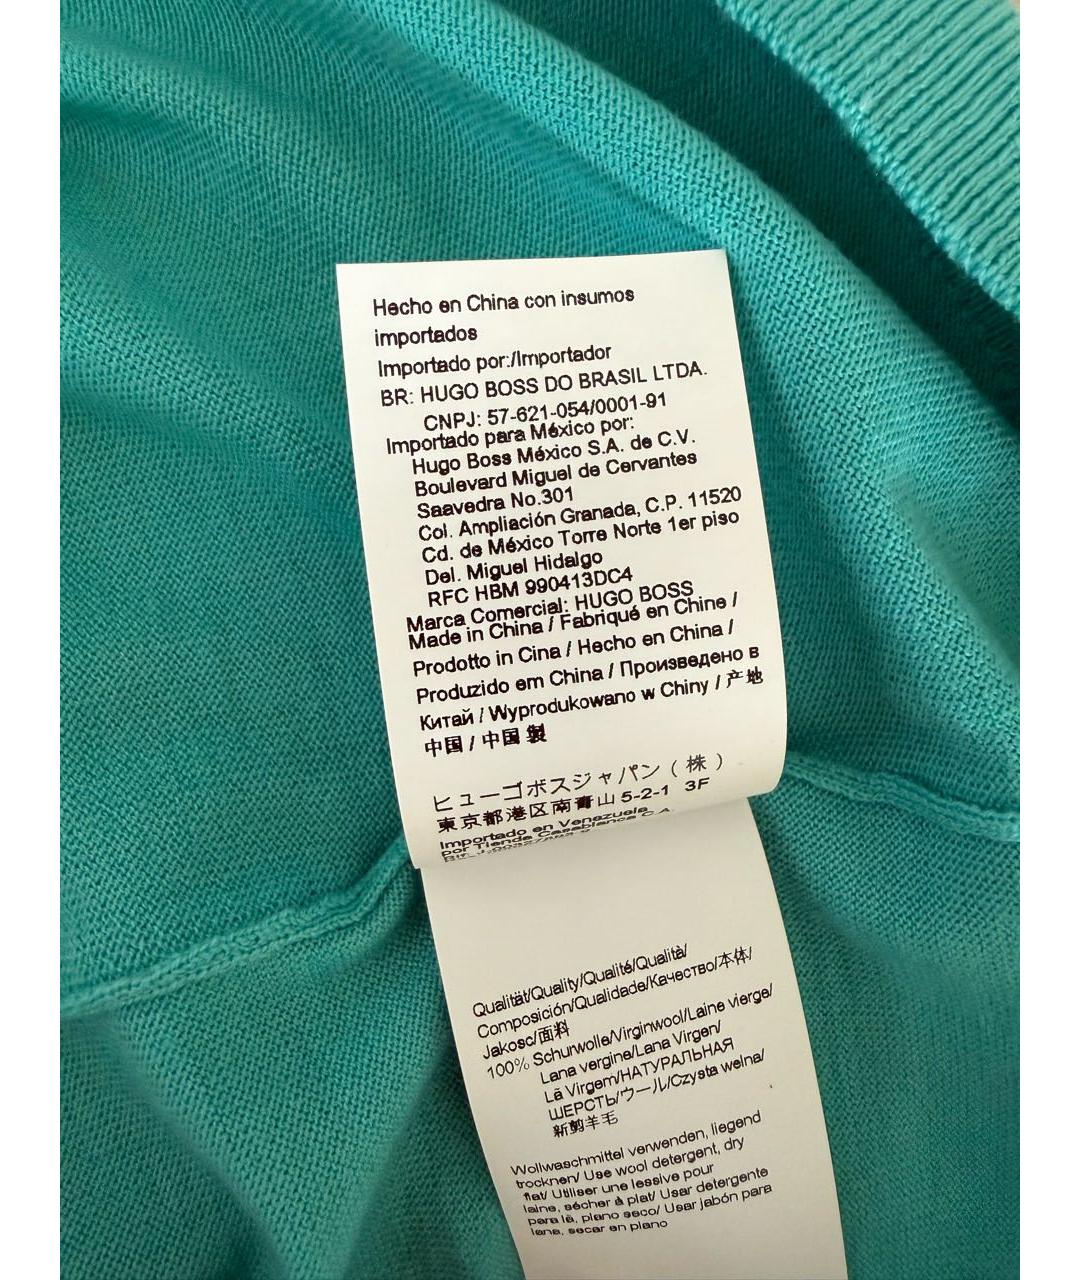 Hecho en China con insumos
importados
Importado por:/Importador
BR: HUGO BOSS DO BRASIL LTDA.
CNPJ: 57-621-054/0001-91
Importado para México por:
Hugo Boss México S.A. de C.V.
Boulevard Miguel de Cervantes
Saavedra No.301
Col. Ampliación Granada, C.P. 11520
Cd. de México Torre Norte 1er piso
Del. Miguel Hidalgo
RFC HBM 990413DC4
Marca Comercial: HUGO BOSS
Made in China / Fabriqué en Chine /
Prodotto in Cina / Hecho en China /
Produzido em China / Произведено в
Китай / Wyprodukowano w Chiny / 产地
中国 / 中国 製
ヒューゴボスジャパン ( 株 )
東京都港区南青山 5-2-1 3F
Importado en Venezuela
por Tienda Casablanca C.A.
Qualität/Quality/Qualité/Qualità/
Composición/Qualidade/Качество/本体/
Jakosc/面料
100% Schurwolle/Virginwool/Laine vierge/
Lana vergine/Lana Virgen/
Lã Virgem/НАТУРАЛЬНАЯ
ШЕРСТЬ/ウール/Czysta welna/
新剪羊毛
Wollwaschmittel verwenden, liegend
trocknen/ Use wool detergent, dry
flat/ Utiliser une lessive pour
laine, sécher à plat/ Usar detergente
para lã, plano seco/ Usar jabón para
lana, secar en plano